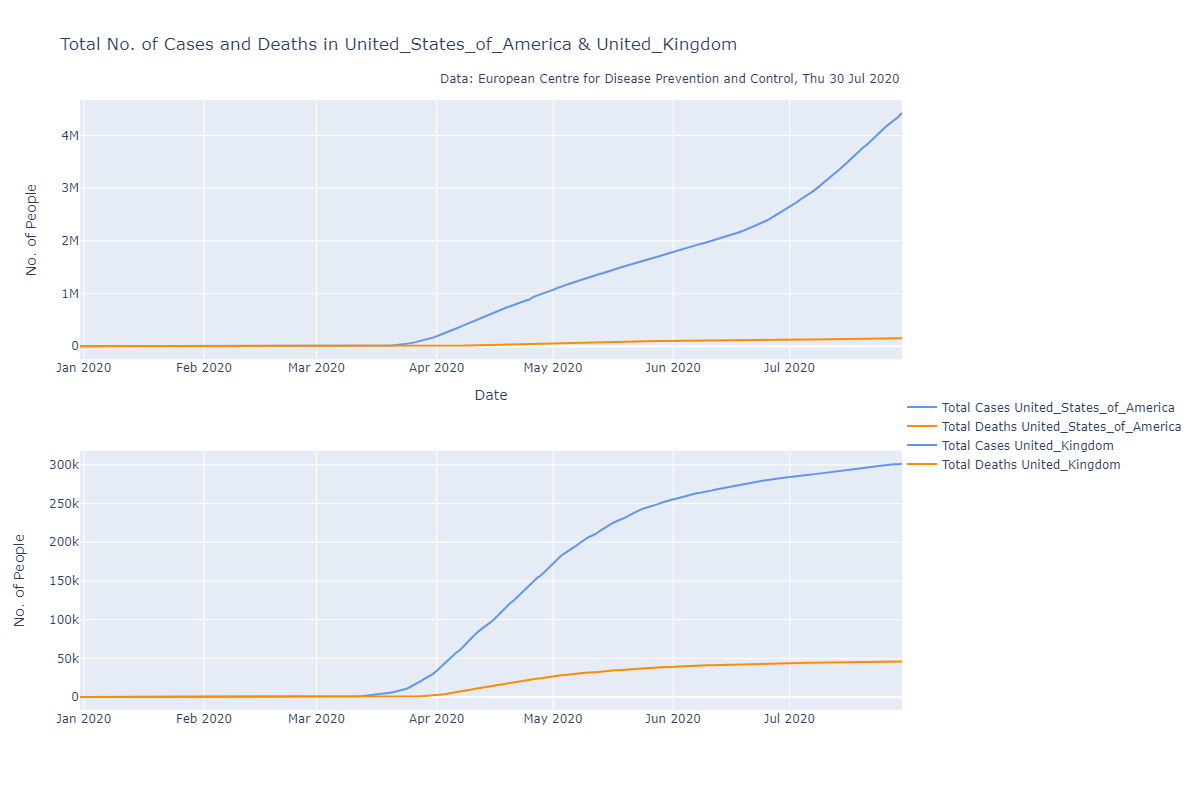 Total No. of Cases and Deaths in United_States_of_America & United_Kingdom
Data: European Centre for Disease Prevention and Control, Thu 30 Jul 2020
No. of People
4M
3M
2M
1M
0
Jan 2020 Feb 2020 Mar 2020 Apr 2020 May 2020 Jun 2020 Jul 2020
Date
Total Cases United_States_of_America
Total Deaths United_States_of_America
Total Cases United_Kingdom
Total Deaths United_Kingdom
No. of People
300k
250k
200k
150k
100k
50k
0
Jan 2020 Feb 2020 Mar 2020 Apr 2020 May 2020 Jun 2020 Jul 2020